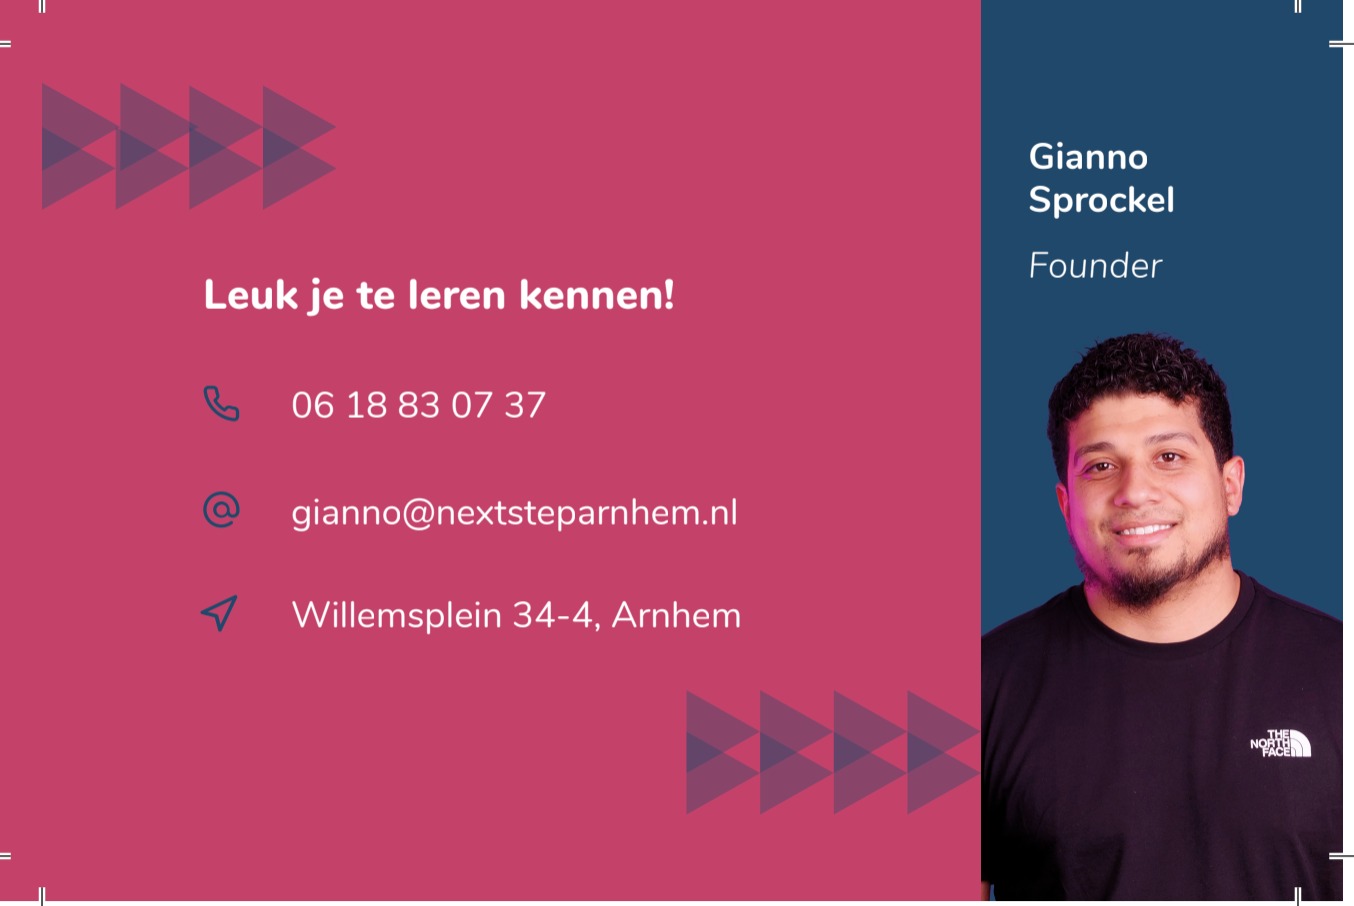 Leuk je te leren kennen!
06 18 83 07 37
gianno@nextsteparnhem.nl
Willemsplein 34-4, Arnhem
Gianno
Sprockel
Founder
THE
NORTH
FACE